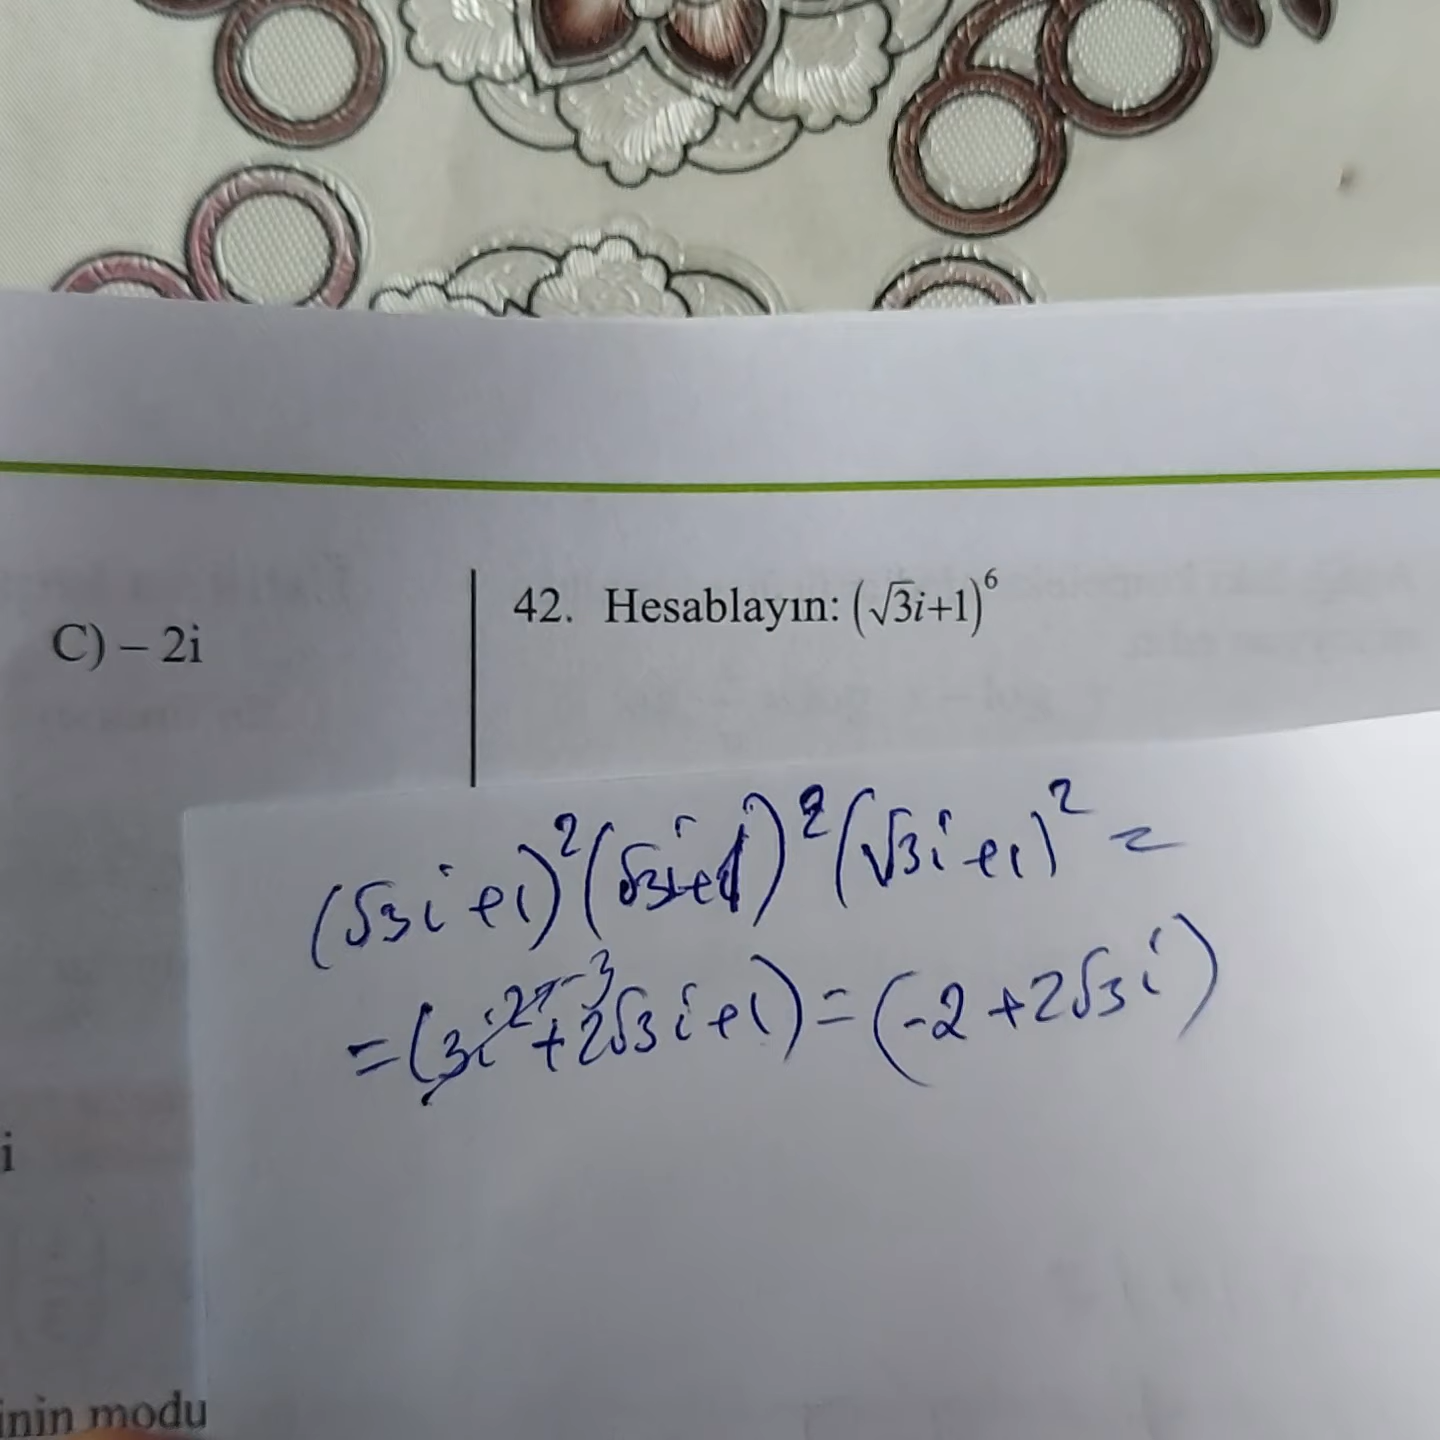 C) – 2i
42. Hesablayın: (√3i+1)⁶
(√3i+1)²(√3i+1)²(√3i+1)² =
=(3i²⁻³+2√3i+1)=(-2+2√3i)
i
inin modu